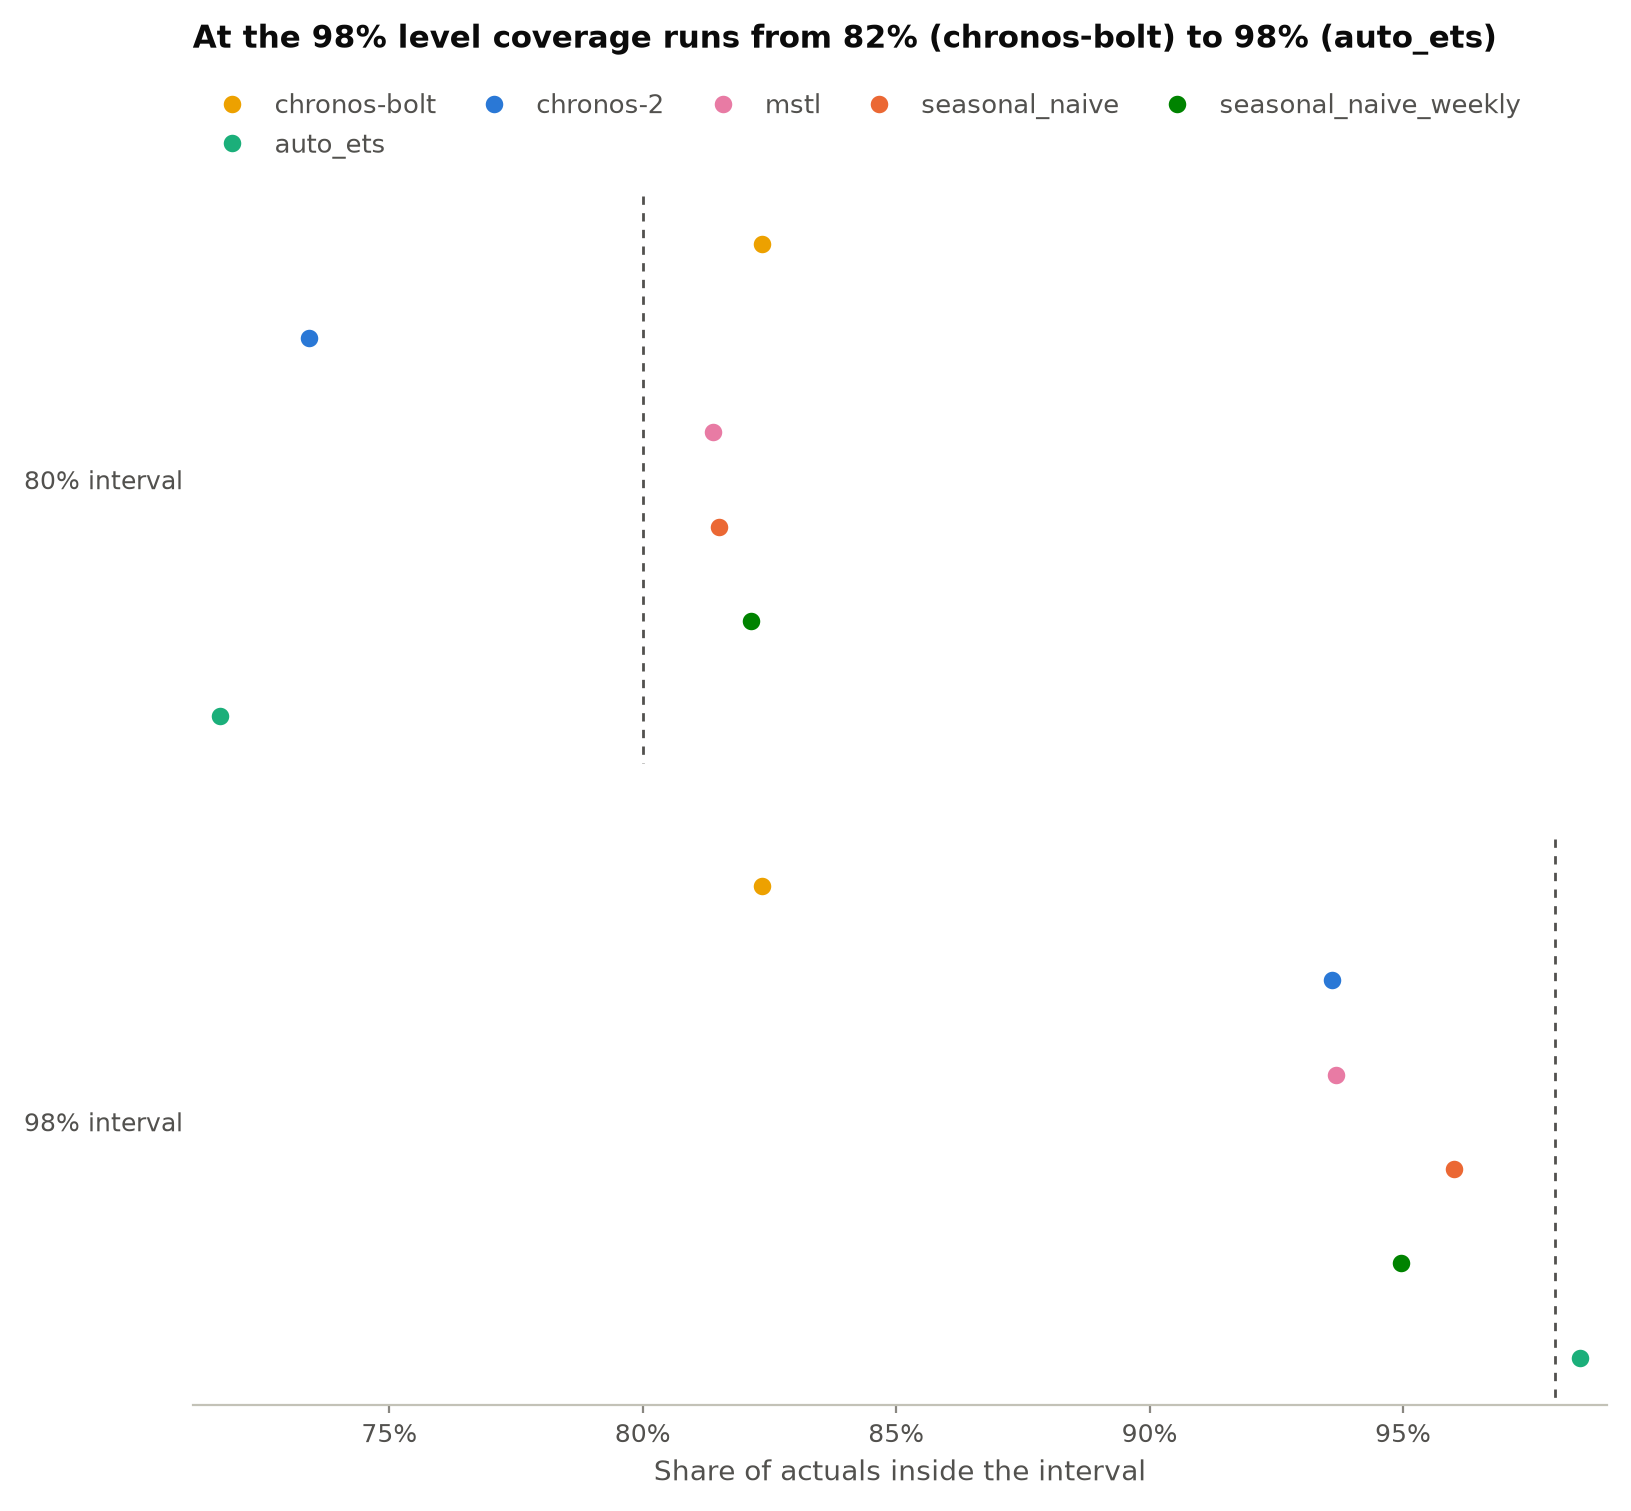 At the 98% level coverage runs from 82% (chronos-bolt) to 98% (auto_ets)
chronos-bolt chronos-2 mstl seasonal_naive seasonal_naive_weekly
auto_ets
80% interval
98% interval
75% 80% 85% 90% 95%
Share of actuals inside the interval